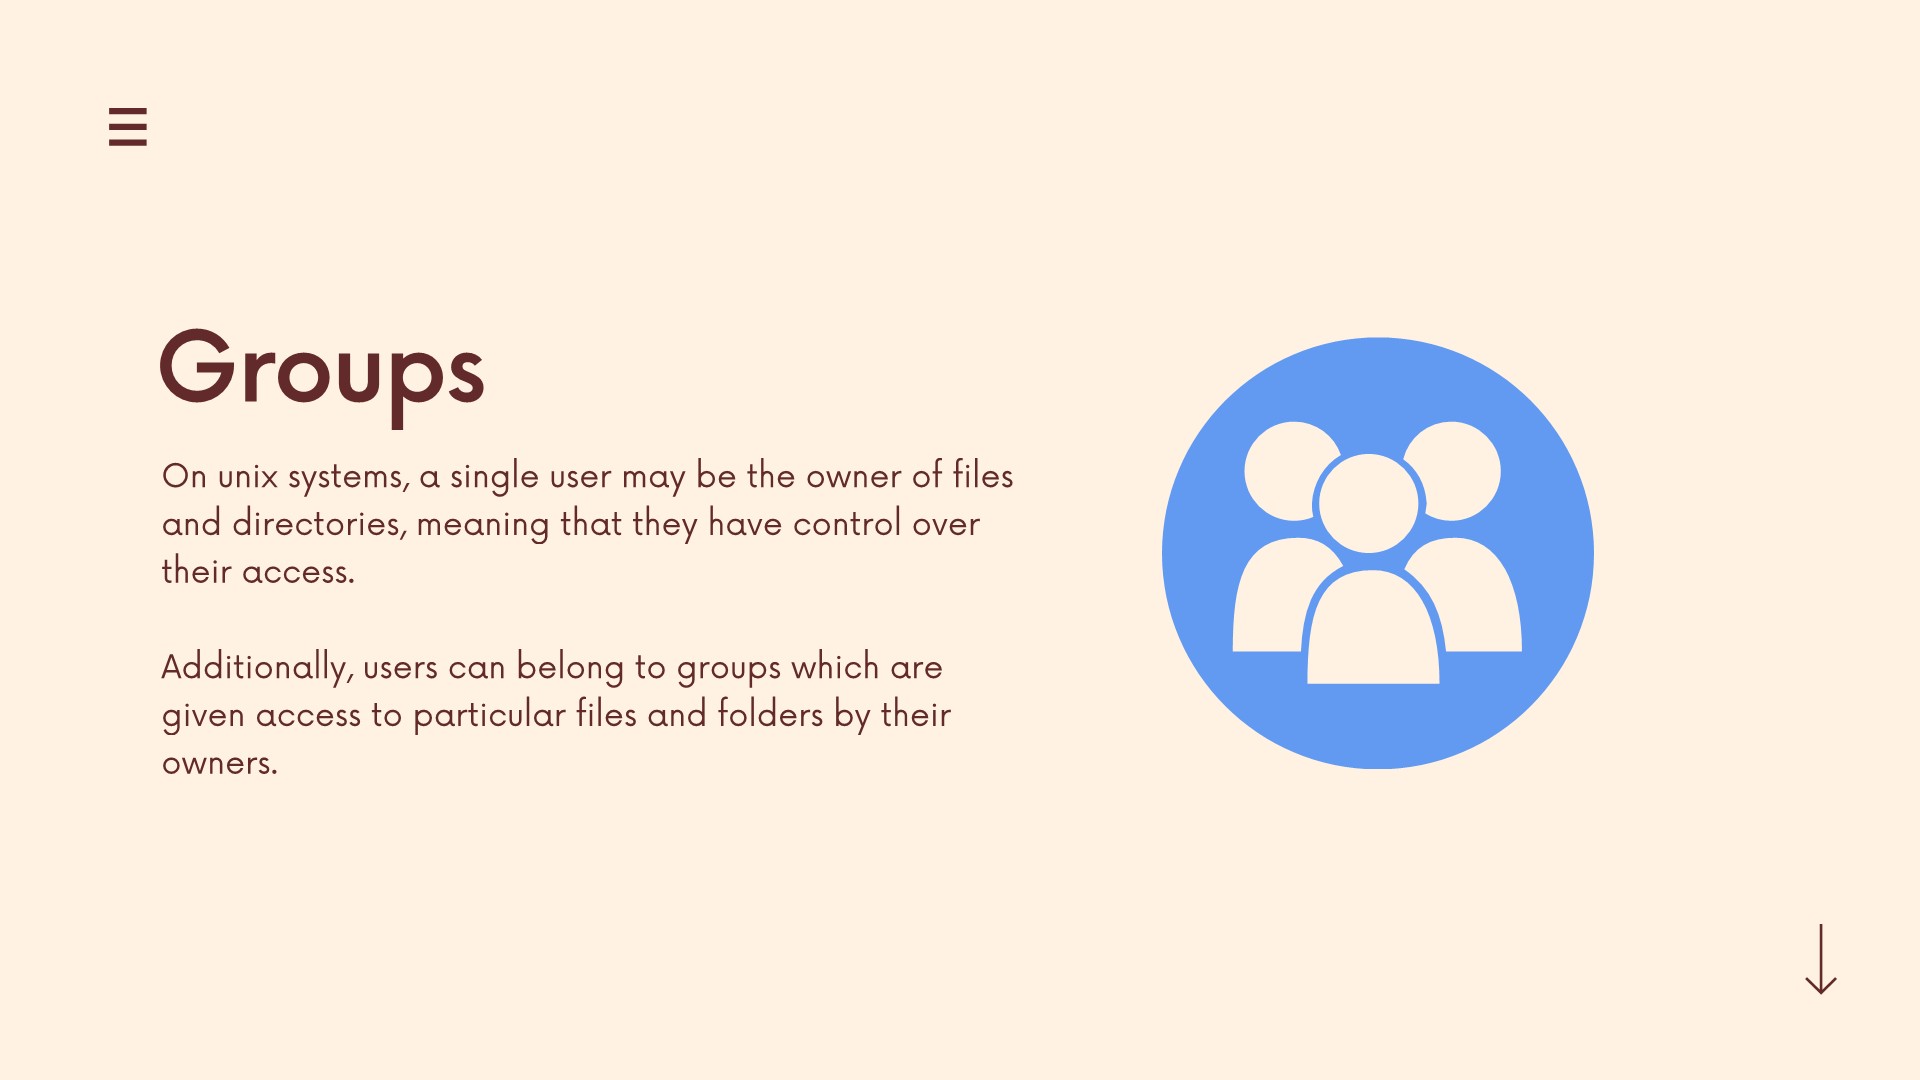 Groups
On unix systems, a single user may be the owner of files
and directories, meaning that they have control over
their access.
Additionally, users can belong to groups which are
given access to particular files and folders by their
owners.